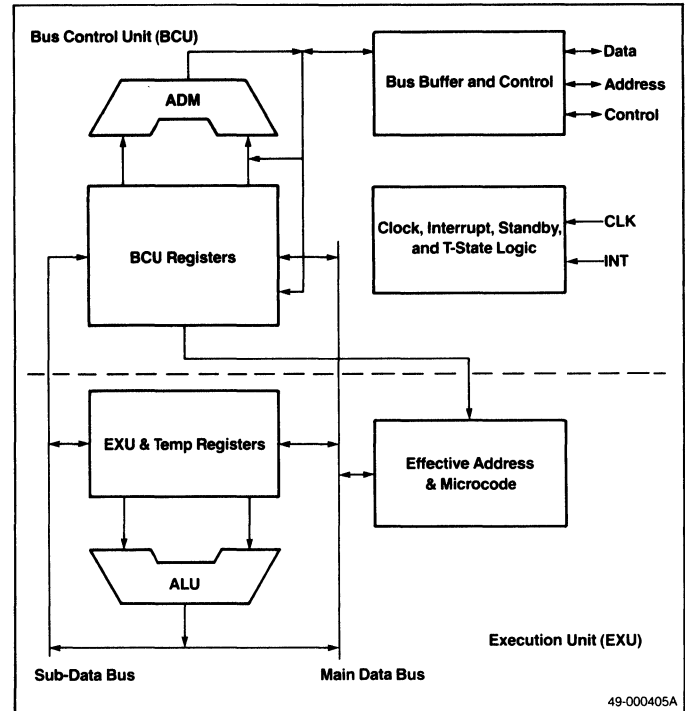 Bus Control Unit (BCU)
ADM
Bus Buffer and Control
Data
Address
Control
BCU Registers
Clock, Interrupt, Standby,
and T-State Logic
CLK
INT
EXU & Temp Registers
Effective Address
& Microcode
ALU
Execution Unit (EXU)
Sub-Data Bus
Main Data Bus
49-000405A